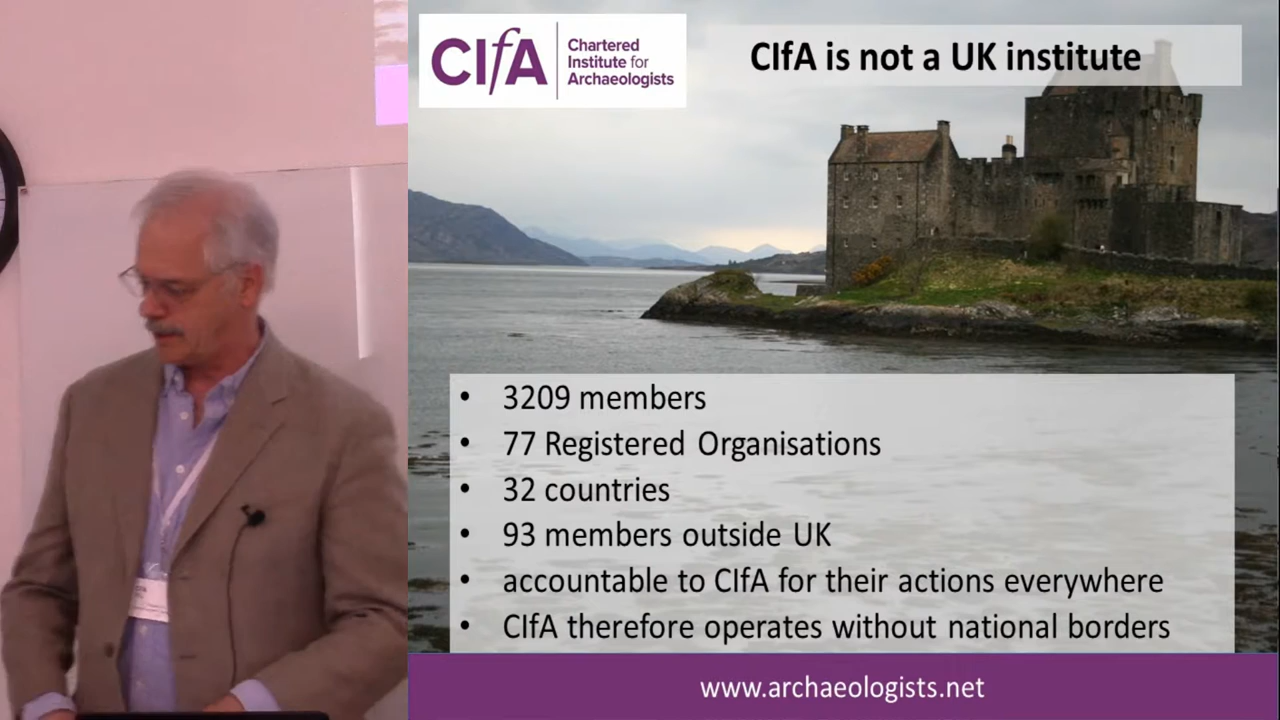 CIfA
Chartered
Institute for
Archaeologists
CIfA is not a UK institute
• 3209 members
• 77 Registered Organisations
• 32 countries
• 93 members outside UK
• accountable to CIfA for their actions everywhere
• CIfA therefore operates without national borders
www.archaeologists.net